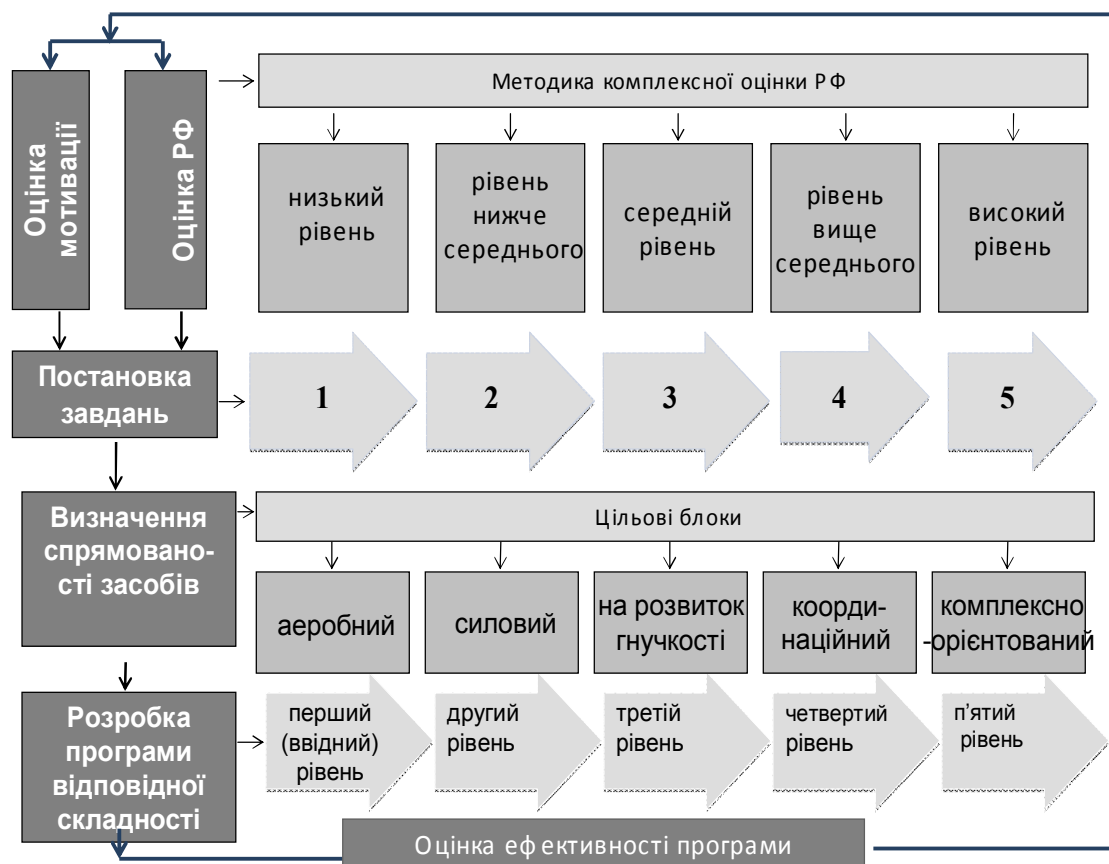 Оцінка
мотивації
Оцінка РФ
Методика комплексної оцінки РФ
низький
рівень
рівень
нижче
середнього
середній
рівень
рівень
вище
середнього
високий
рівень
Постановка
завдань
1
2
3
4
5
Визначення
спрямовано-
сті засобів
Цільові блоки
аеробний
силовий
на розвиток
гнучкості
коорди-
наційний
комплексно
-орієнтований
Розробка
програми
відповідної
складності
перший
(ввідний)
рівень
другий
рівень
третій
рівень
четвертий
рівень
п’ятий
рівень
Оцінка ефективності програми